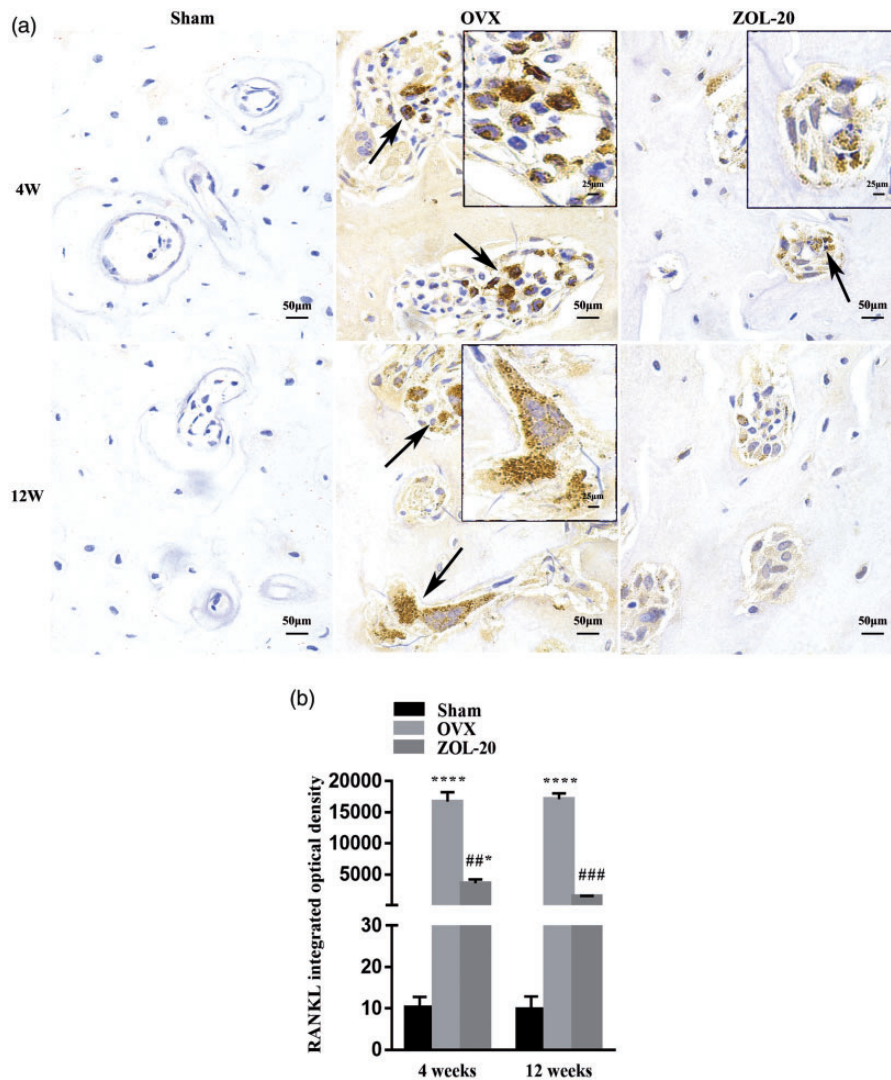 (a)
Sham OVX ZOL-20
4W
25μm
25μm
50μm
50μm
50μm
12W
25μm
50μm
50μm
50μm
(b)
Sham
OVX
ZOL-20
RANKL integrated optical density
20000
15000
10000
5000
30
20
10
0
****
##*
****
###
4 weeks
12 weeks